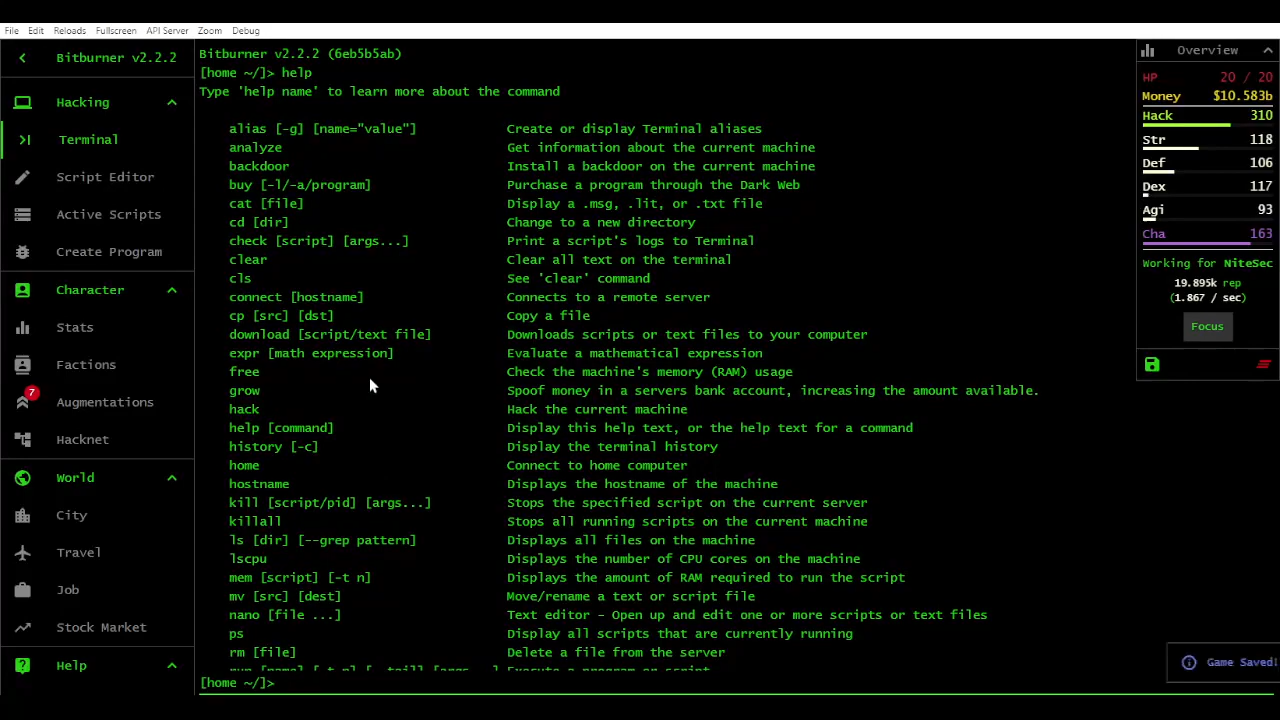 File Edit Reloads Fullscreen API Server Zoom Debug
Bitburner v2.2.2
Hacking
Terminal
Script Editor
Active Scripts
Create Program
Character
Stats
Factions
7
Augmentations
Hacknet
World
City
Travel
Job
Stock Market
Help
Bitburner v2.2.2 (6eb5b5ab)
[home ~/]> help
Type 'help name' to learn more about the command
alias [-g] [name="value"] Create or display Terminal aliases
analyze Get information about the current machine
backdoor Install a backdoor on the current machine
buy [-l/-a/program] Purchase a program through the Dark Web
cat [file] Display a .msg, .lit, or .txt file
cd [dir] Change to a new directory
check [script] [args...] Print a script's logs to Terminal
clear Clear all text on the terminal
cls See 'clear' command
connect [hostname] Connects to a remote server
cp [src] [dst] Copy a file
download [script/text file] Downloads scripts or text files to your computer
expr [math expression] Evaluate a mathematical expression
free Check the machine's memory (RAM) usage
grow Spoof money in a servers bank account, increasing the amount available.
hack Hack the current machine
help [command] Display this help text, or the help text for a command
history [-c] Display the terminal history
home Connect to home computer
hostname Displays the hostname of the machine
kill [script/pid] [args...] Stops the specified script on the current server
killall Stops all running scripts on the current machine
ls [dir] [--grep pattern] Displays all files on the machine
lscpu Displays the number of CPU cores on the machine
mem [script] [-t n] Displays the amount of RAM required to run the script
mv [src] [dest] Move/rename a text or script file
nano [file ...] Text editor - Open up and edit one or more scripts or text files
ps Display all scripts that are currently running
rm [file] Delete a file from the server
run [name] [-t n] [--tail] [args...] Execute a program or script
[home ~/]>
Overview
HP 20 / 20
Money $10.583b
Hack 310
Str 118
Def 106
Dex 117
Agi 93
Cha 163
Working for NiteSec
19.895k rep
(1.867 / sec)
Focus
Game Saved!